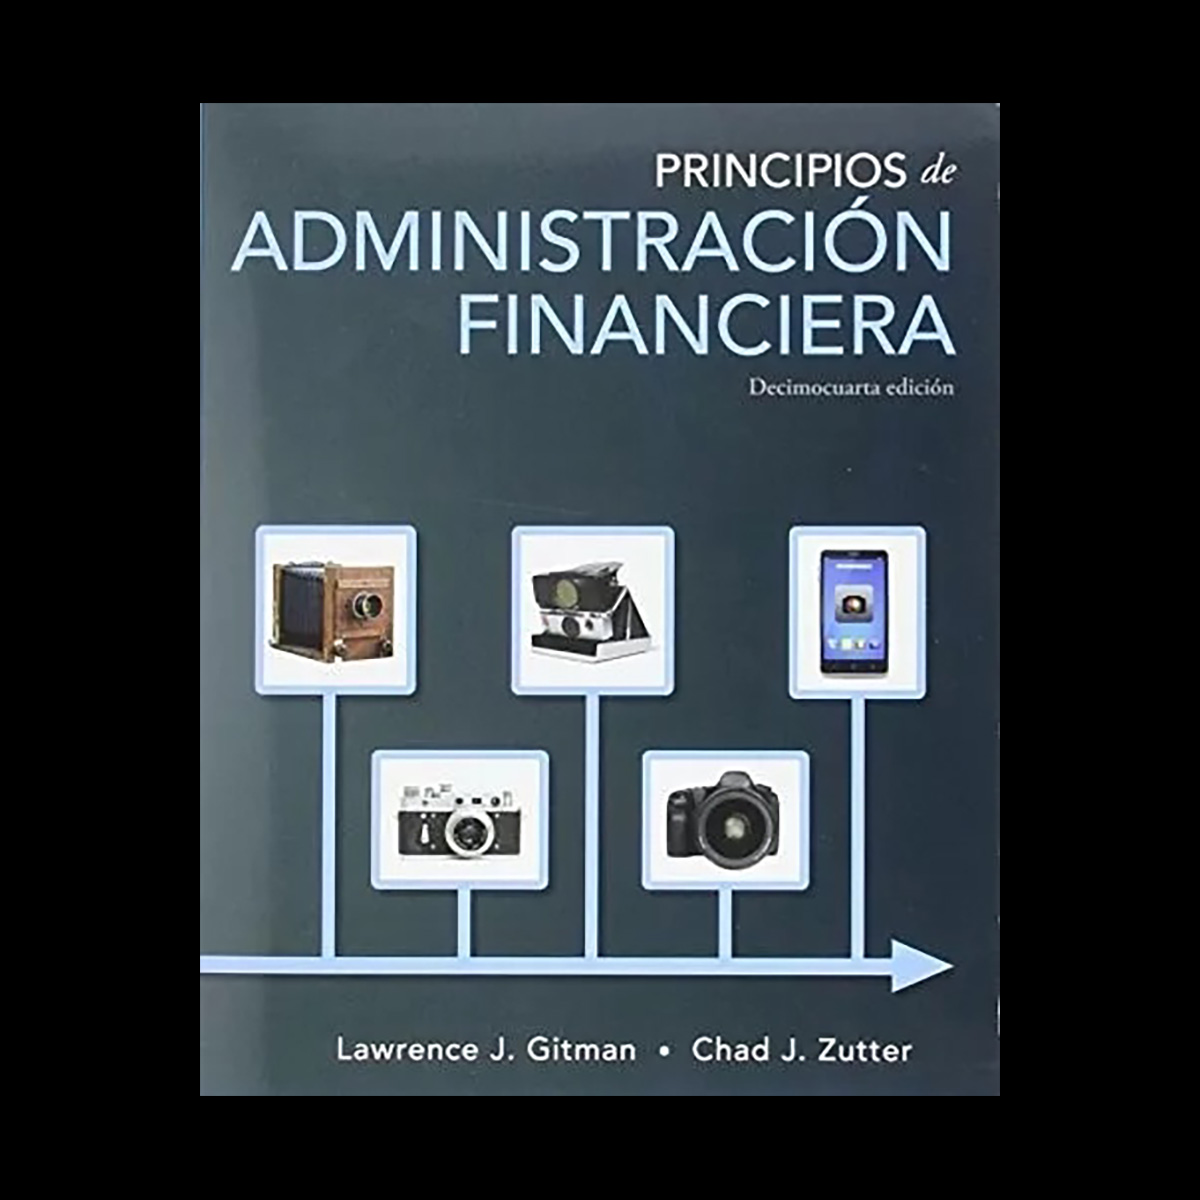 PRINCIPIOS de
ADMINISTRACIÓN
FINANCIERA
Decimocuarta edición
Lawrence J. Gitman • Chad J. Zutter